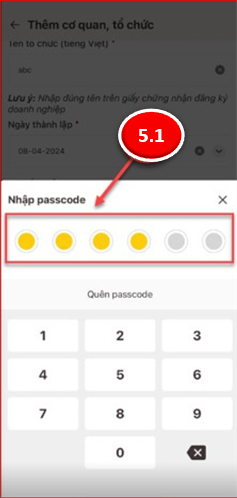 ← Thêm cơ quan, tổ chức
Tên tổ chức (tiếng Việt) *
abc
Lưu ý: Nhập đúng tên trên giấy chứng nhận đăng ký
doanh nghiệp
Ngày thành lập *
5.1
08-04-2024
Nhập passcode
Quên passcode
1 2 3
4 5 6
7 8 9
0